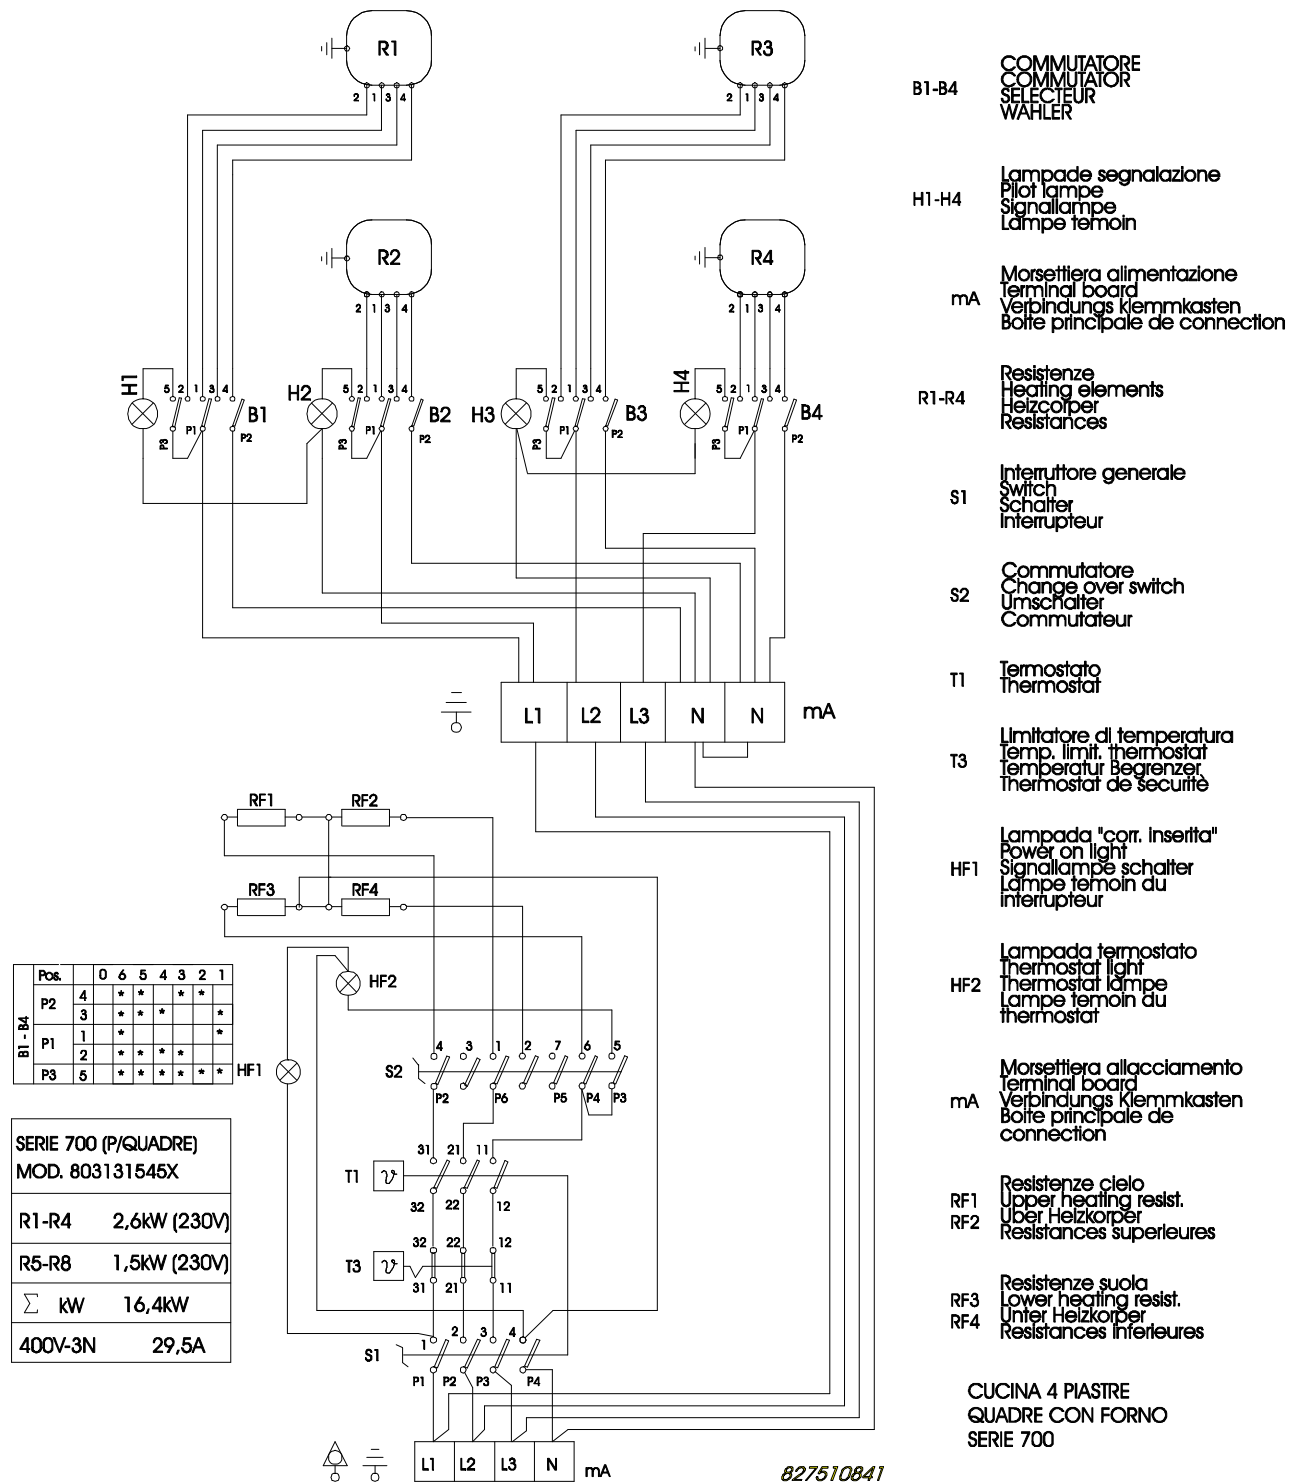 R1
2 1 3 4
R3
2 1 3 4
R2
2 1 3 4
R4
2 1 3 4
H1
5 2 1 3 4
B1
P3 P1 P2
H2
5 2 1 3 4
B2
P3 P1 P2
H3
5 2 1 3 4
B3
P3 P1 P2
H4
5 2 1 3 4
B4
P3 P1 P2
L1 L2 L3 N N mA
RF1 RF2
RF3 RF4
HF2
HF1
4 3 1 2 7 6 5
S2
P2 P6 P5 P4 P3
31 21 11
T1
32 22 12
32 22 12
T3
31 21 11
1 2 3 4
S1
P1 P2 P3 P4
L1 L2 L3 N mA
827510841
B1 - B4
Pos. 0 6 5 4 3 2 1
P2 4 * * * *
3 * * * *
P1 1 * *
2 * * * *
P3 5 * * * * * *
SERIE 700 (P/QUADRE)
MOD. 803131545X
R1-R4 2,6kW (230V)
R5-R8 1,5kW (230V)
Σ kW 16,4kW
400V-3N 29,5A
B1-B4
COMMUTATORE
COMMUTATOR
SELECTEUR
WAHLER
H1-H4
Lampade segnalazione
Pilot lampe
Signallampe
Lampe temoin
mA
Morsettiera alimentazione
Terminal board
Verbindungs klemmkasten
Boite principale de connection
R1-R4
Resistenze
Heating elements
Heizcorper
Resistances
S1
Interruttore generale
Switch
Schalter
Interrupteur
S2
Commutatore
Change over switch
Umschalter
Commutateur
T1
Termostato
Thermostat
T3
Limitatore di temperatura
Temp. limit. thermostat
Temperatur Begrenzer
Thermostat de securitè
HF1
Lampada "corr. inserita"
Power on light
Signallampe schalter
Lampe temoin du
interrupteur
HF2
Lampada termostato
Thermostat light
Thermostat lampe
Lampe temoin du
thermostat
mA
Morsettiera allacciamento
Terminal board
Verbindungs Klemmkasten
Boite principale de
connection
RF1
RF2
Resistenze cielo
Upper heating resist.
Uber Heizkorper
Resistances superieures
RF3
RF4
Resistenze suola
Lower heating resist.
Unter Heizkorper
Resistances inferieures
CUCINA 4 PIASTRE
QUADRE CON FORNO
SERIE 700